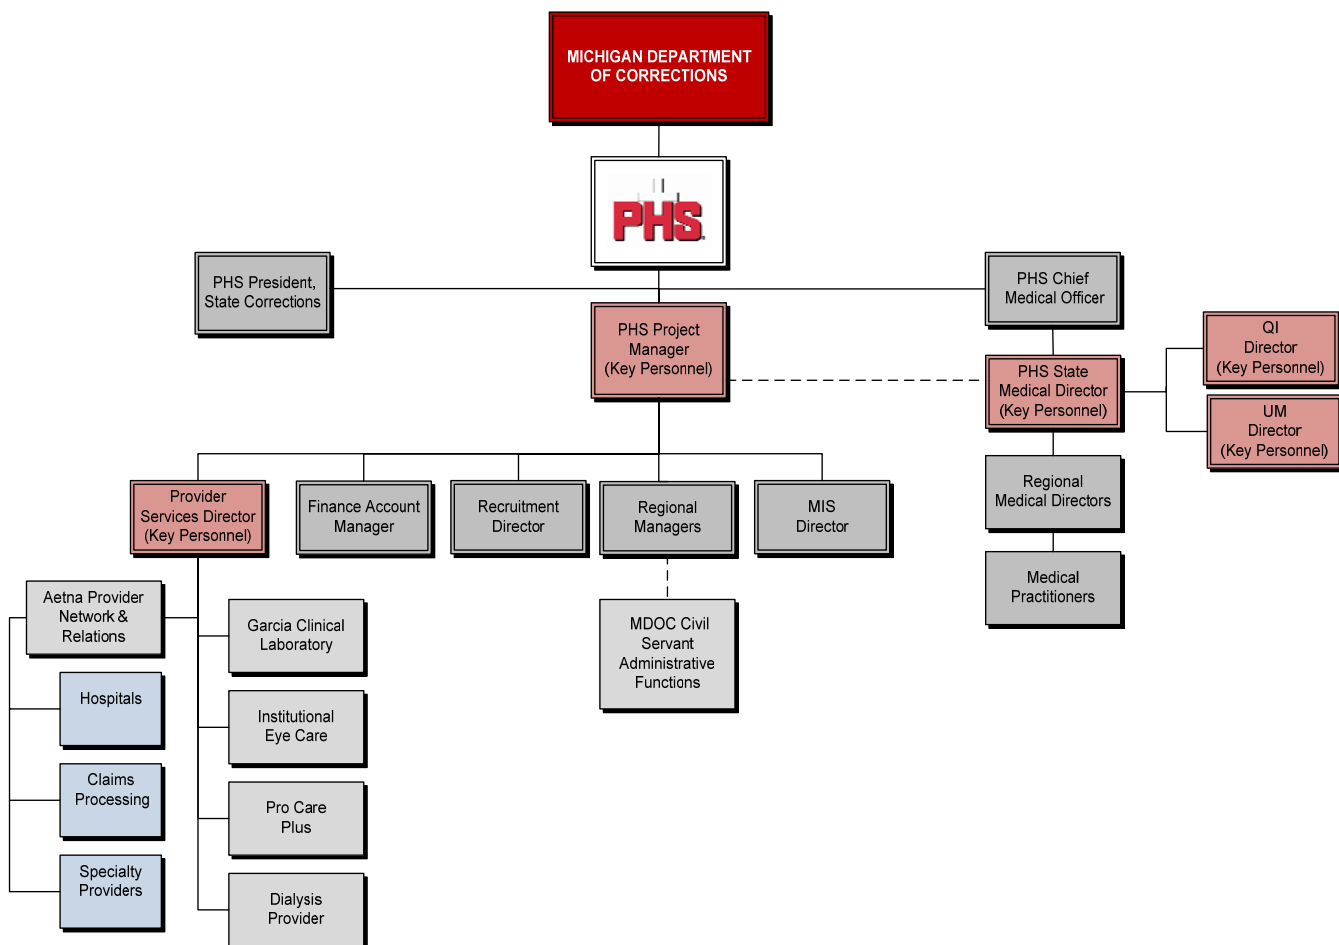 MICHIGAN DEPARTMENT
OF CORRECTIONS
PHS
PHS President,
State Corrections
PHS Chief
Medical Officer
PHS Project
Manager
(Key Personnel)
QI
Director
(Key Personnel)
PHS State
Medical Director
(Key Personnel)
UM
Director
(Key Personnel)
Regional
Medical Directors
Medical
Practitioners
Provider
Services Director
(Key Personnel)
Finance Account
Manager
Recruitment
Director
Regional
Managers
MIS
Director
MDOC Civil
Servant
Administrative
Functions
Aetna Provider
Network &
Relations
Hospitals
Claims
Processing
Specialty
Providers
Garcia Clinical
Laboratory
Institutional
Eye Care
Pro Care
Plus
Dialysis
Provider